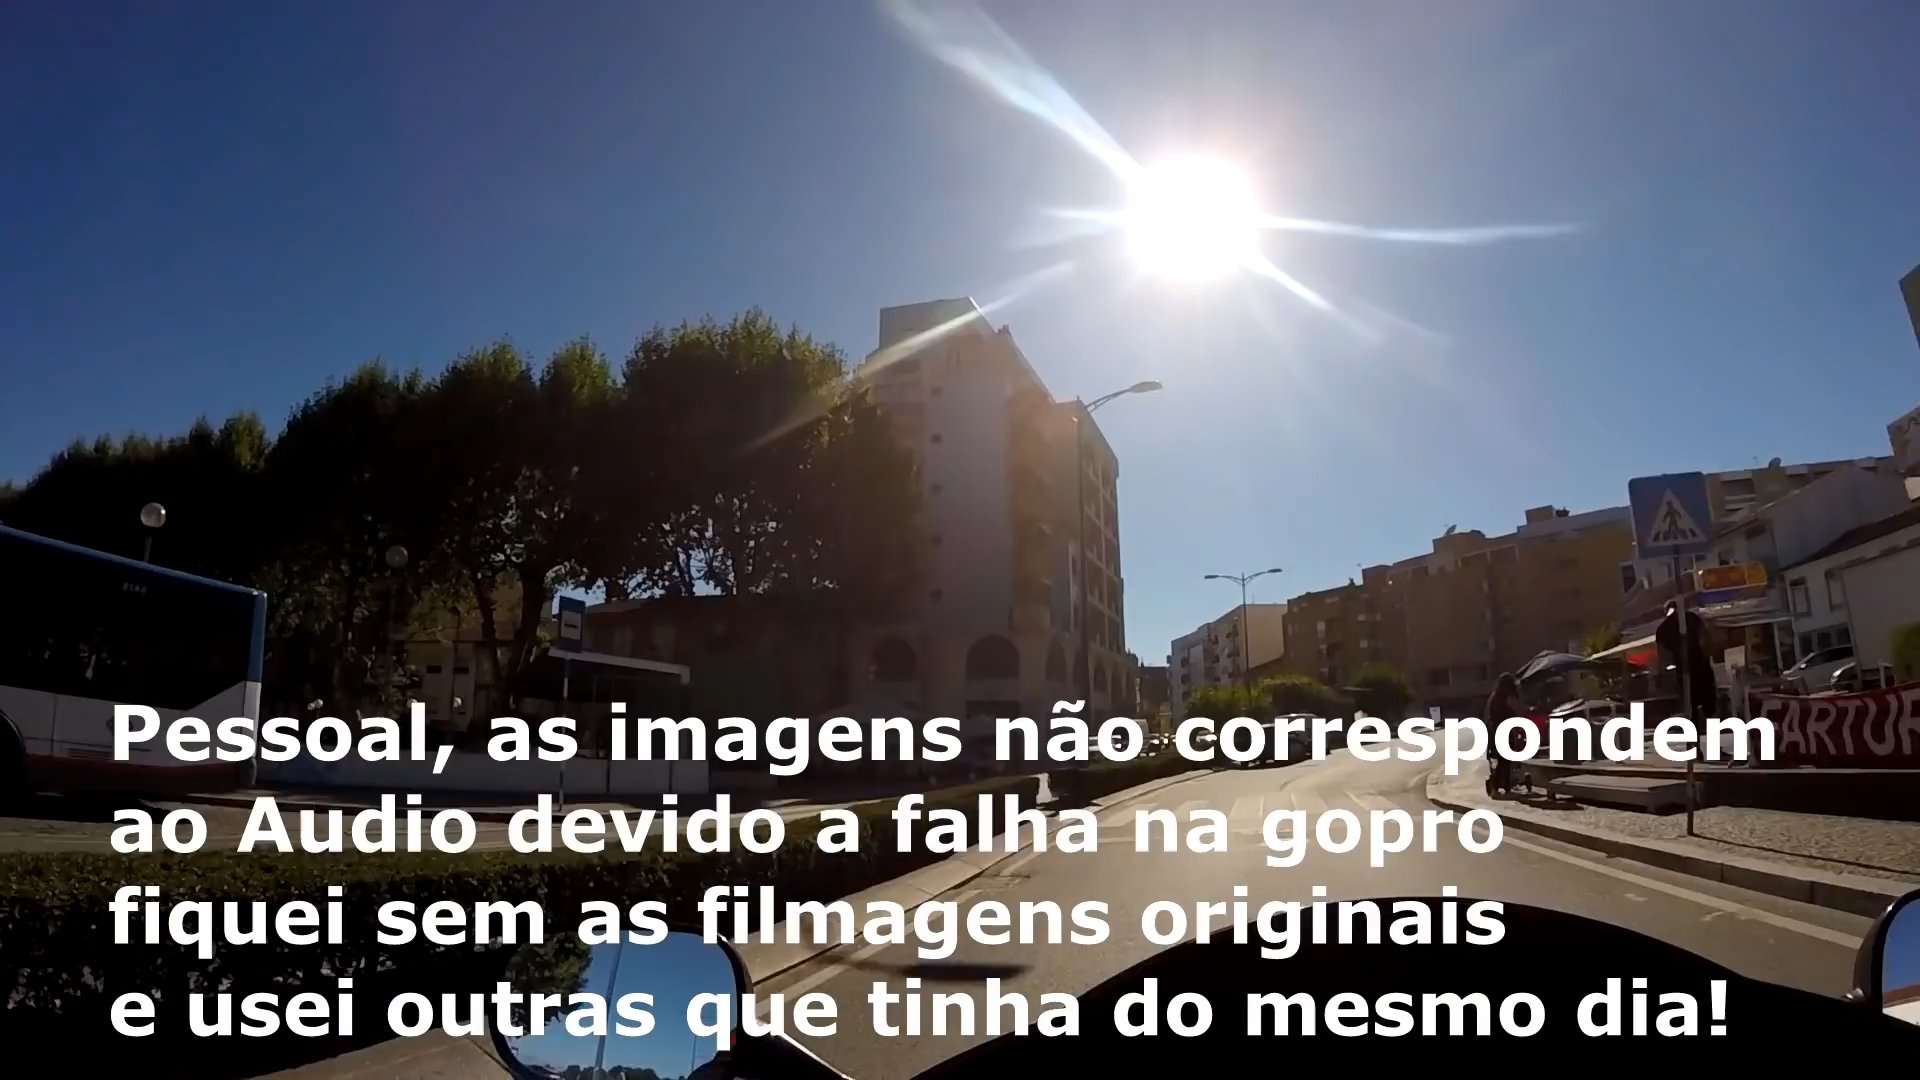 Pessoal, as imagens não correspondem
ao Audio devido a falha na gopro
fiquei sem as filmagens originais
e usei outras que tinha do mesmo dia!